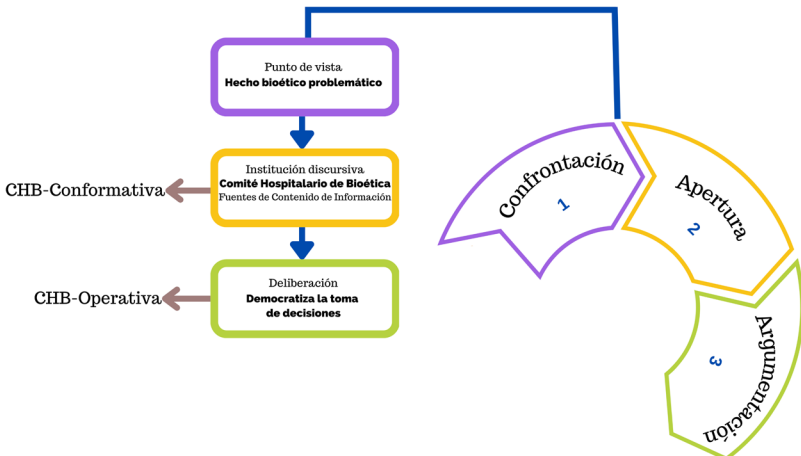 Punto de vista
Hecho bioético problemático
Institución discursiva
Comité Hospitalario de Bioética
Fuentes de Contenido de Información
CHB-Conformativa
Deliberación
Democratiza la toma
de decisiones
CHB-Operativa
Confrontación
1
Apertura
2
Argumentación
3